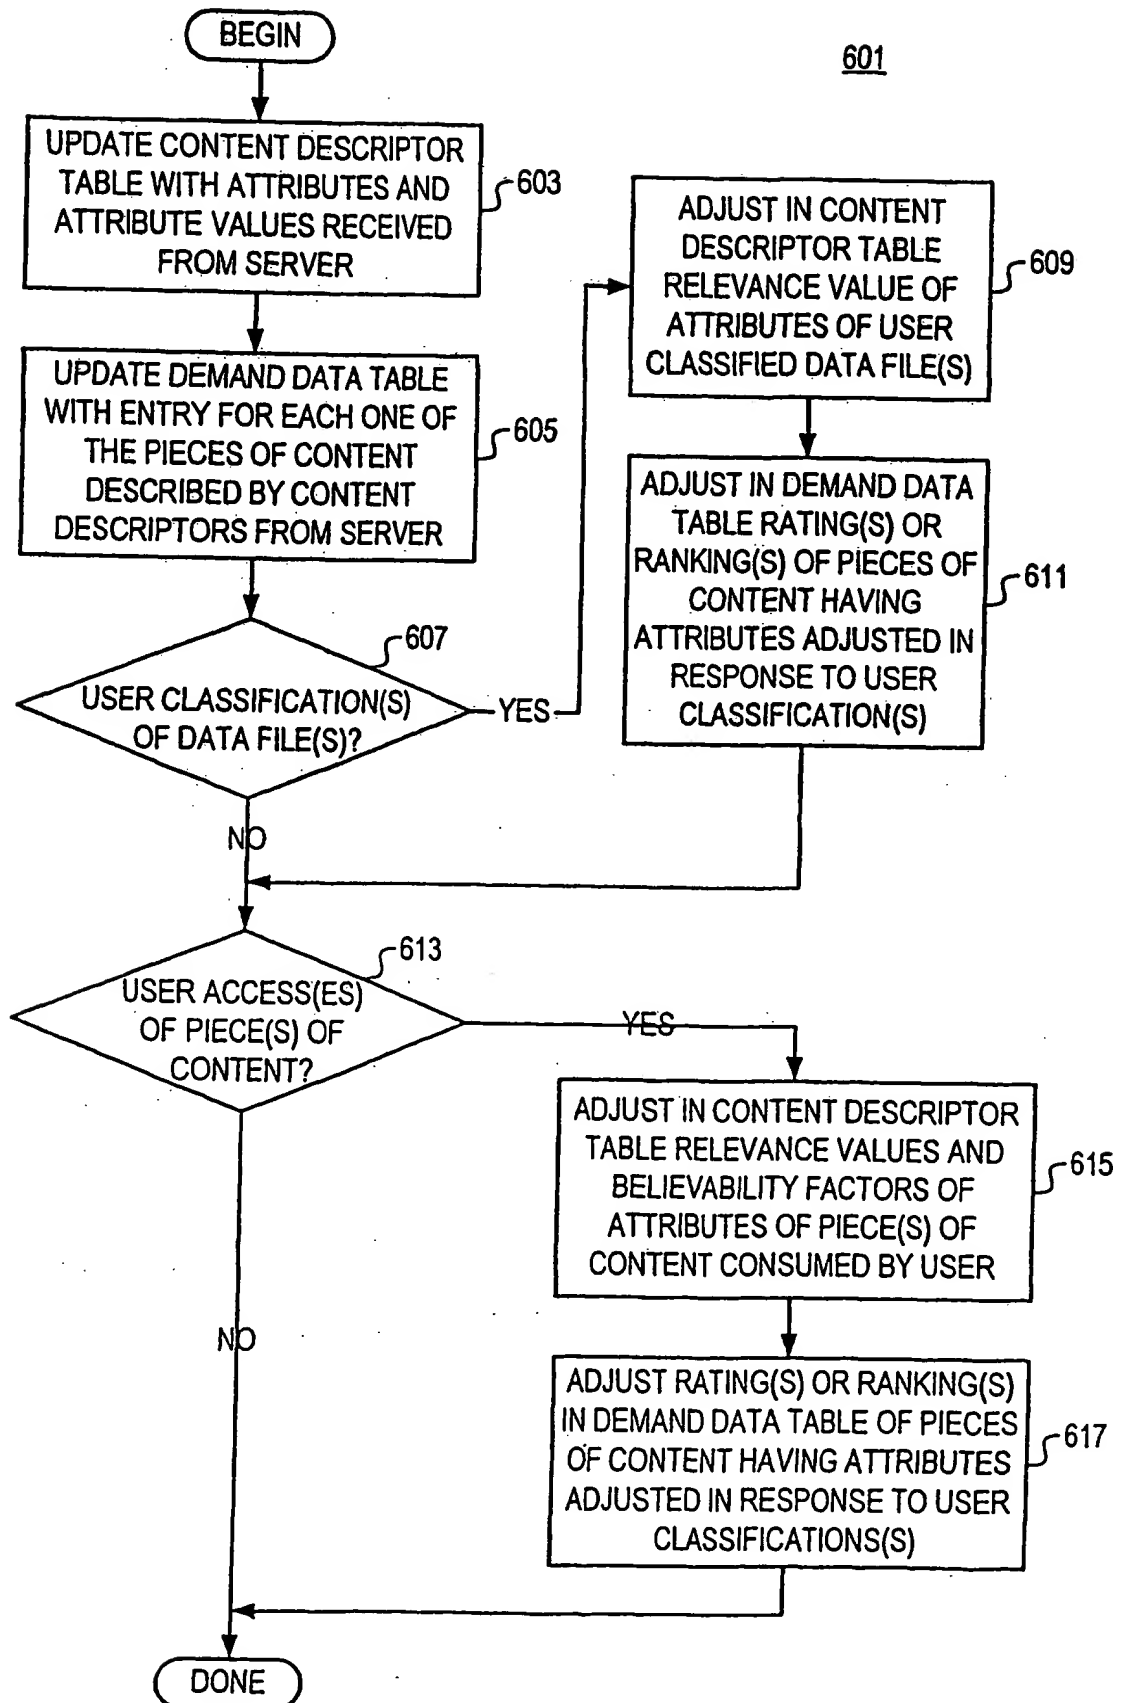 BEGIN
601
UPDATE CONTENT DESCRIPTOR
TABLE WITH ATTRIBUTES AND
ATTRIBUTE VALUES RECEIVED
FROM SERVER
603
UPDATE DEMAND DATA TABLE
WITH ENTRY FOR EACH ONE OF
THE PIECES OF CONTENT
DESCRIBED BY CONTENT
DESCRIPTORS FROM SERVER
605
607
USER CLASSIFICATION(S)
OF DATA FILE(S)?
YES
NO
ADJUST IN CONTENT
DESCRIPTOR TABLE
RELEVANCE VALUE OF
ATTRIBUTES OF USER
CLASSIFIED DATA FILE(S)
609
ADJUST IN DEMAND DATA
TABLE RATING(S) OR
RANKING(S) OF PIECES OF
CONTENT HAVING
ATTRIBUTES ADJUSTED IN
RESPONSE TO USER
CLASSIFICATION(S)
611
613
USER ACCESS(ES)
OF PIECE(S) OF
CONTENT?
YES
NO
ADJUST IN CONTENT DESCRIPTOR
TABLE RELEVANCE VALUES AND
BELIEVABILITY FACTORS OF
ATTRIBUTES OF PIECE(S) OF
CONTENT CONSUMED BY USER
615
ADJUST RATING(S) OR RANKING(S)
IN DEMAND DATA TABLE OF PIECES
OF CONTENT HAVING ATTRIBUTES
ADJUSTED IN RESPONSE TO USER
CLASSIFICATIONS(S)
617
DONE